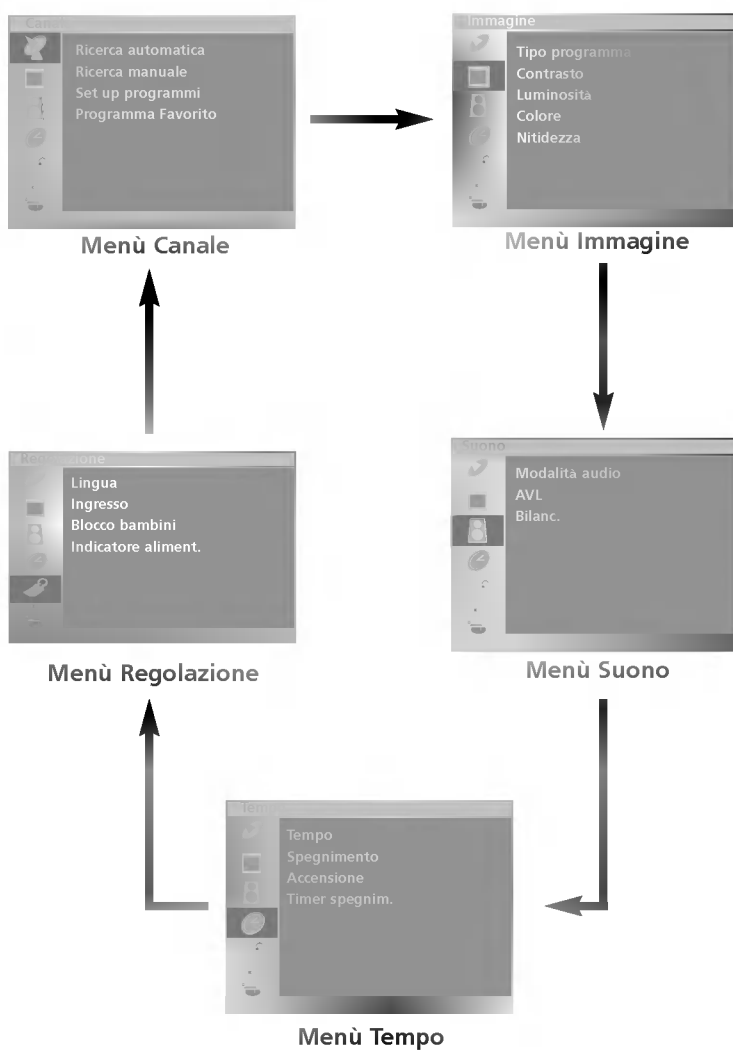 Canale
Ricerca automatica
Ricerca manuale
Set up programmi
Programma Favorito
Menù Canale
Immagine
Tipo programma
Contrasto
Luminosità
Colore
Nitidezza
Menù Immagine
Regolazione
Lingua
Ingresso
Blocco bambini
Indicatore aliment.
Menù Regolazione
Suono
Modalità audio
AVL
Bilanc.
Menù Suono
Tempo
Tempo
Spegnimento
Accensione
Timer spegnim.
Menù Tempo